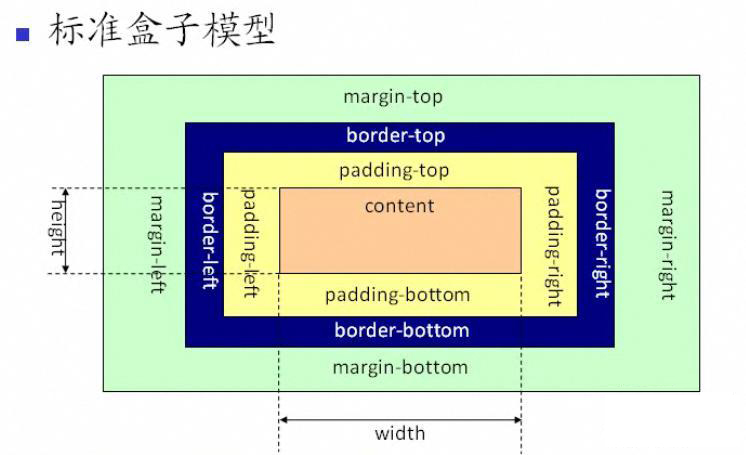 标准盒子模型
margin-top
border-top
padding-top
content
height
margin-left
border-left
padding-left
padding-right
border-right
margin-right
padding-bottom
border-bottom
margin-bottom
width